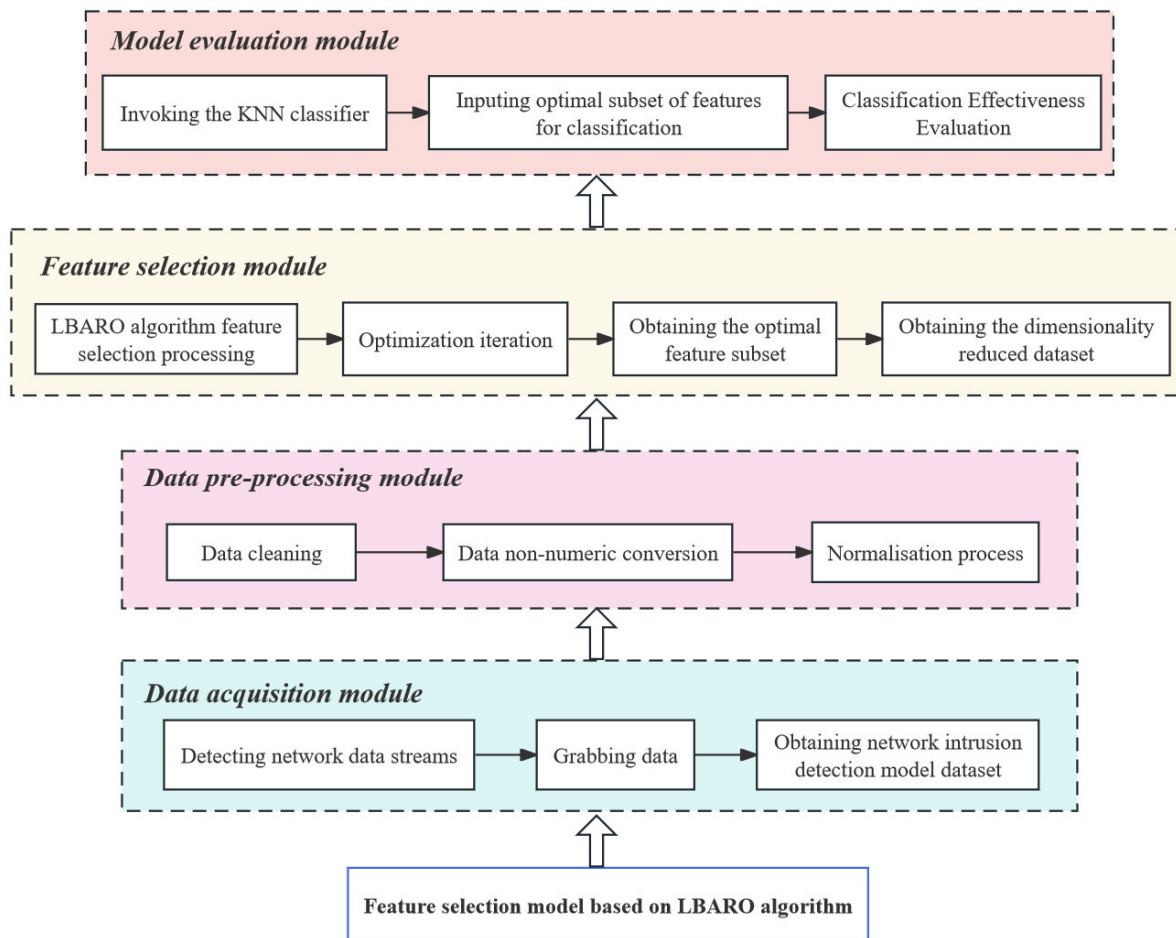 Model evaluation module
Invoking the KNN classifier
Inputing optimal subset of features
for classification
Classification Effectiveness
Evaluation
Feature selection module
LBARO algorithm feature
selection processing
Optimization iteration
Obtaining the optimal
feature subset
Obtaining the dimensionality
reduced dataset
Data pre-processing module
Data cleaning
Data non-numeric conversion
Normalisation process
Data acquisition module
Detecting network data streams
Grabbing data
Obtaining network intrusion
detection model dataset
Feature selection model based on LBARO algorithm